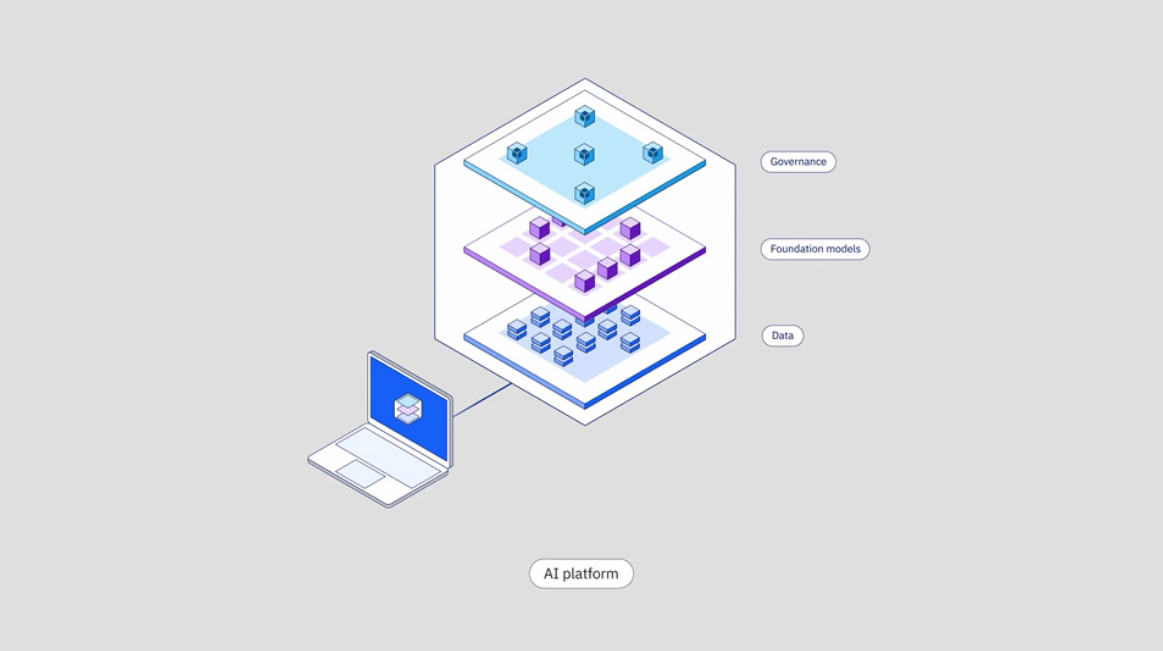 Governance
Foundation models
Data
AI platform